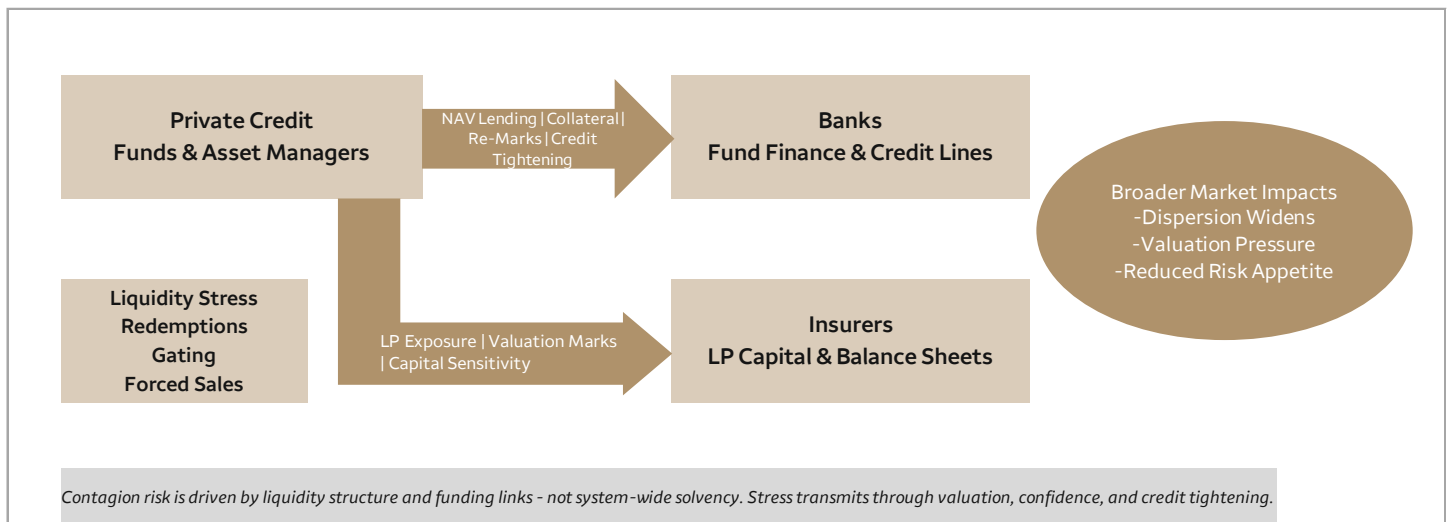 Private Credit
Funds & Asset Managers
NAV Lending | Collateral |
Re-Marks | Credit
Tightening
Banks
Fund Finance & Credit Lines
Broader Market Impacts
-Dispersion Widens
-Valuation Pressure
-Reduced Risk Appetite
Liquidity Stress
Redemptions
Gating
Forced Sales
LP Exposure | Valuation Marks
| Capital Sensitivity
Insurers
LP Capital & Balance Sheets
Contagion risk is driven by liquidity structure and funding links - not system-wide solvency. Stress transmits through valuation, confidence, and credit tightening.